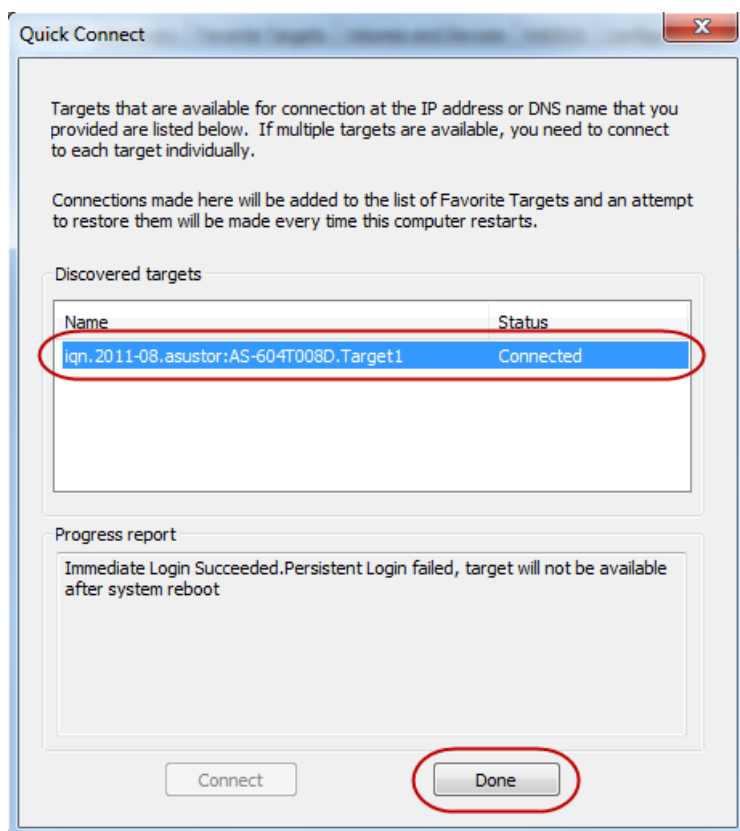 Quick Connect
Targets that are available for connection at the IP address or DNS name that you
provided are listed below.  If multiple targets are available, you need to connect
to each target individually.
Connections made here will be added to the list of Favorite Targets and an attempt
to restore them will be made every time this computer restarts.
Discovered targets
Name Status
iqn.2011-08.asustor:AS-604T008D.Target1 Connected
Progress report
Immediate Login Succeeded.Persistent Login failed, target will not be available
after system reboot
Connect Done